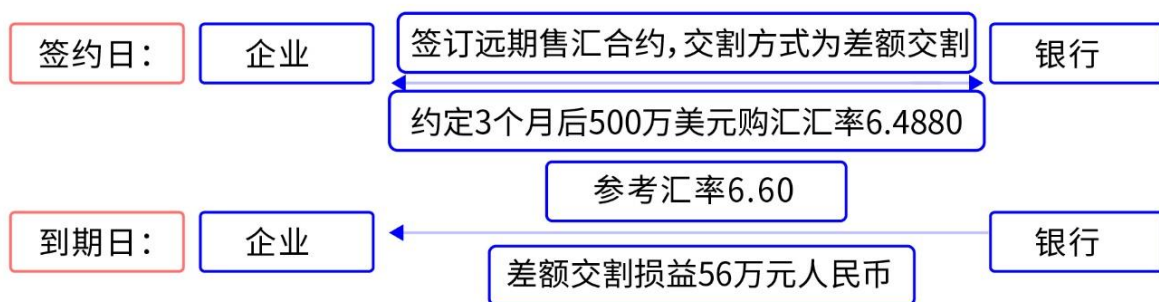 签订远期售汇合约,交割方式为差额交割
签约日: 企业 银行
约定3个月后500万美元购汇汇率6.4880
参考汇率6.60
到期日: 企业 银行
差额交割损益56万元人民币